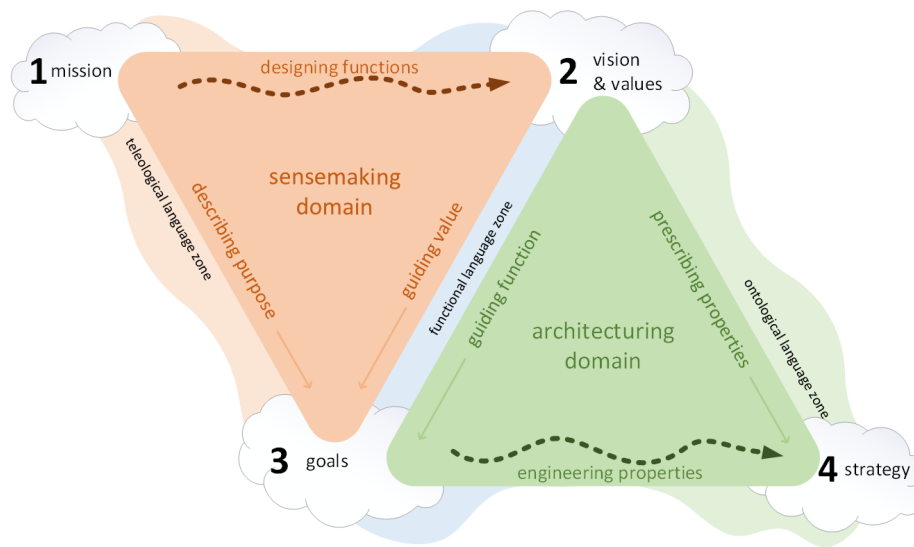 1 mission
designing functions
2 vision
& values
sensemaking
domain
teleological language zone
describing purpose
guiding value
functional language zone
guiding function
prescribing properties
ontological language zone
architecturing
domain
3 goals
engineering properties
4 strategy